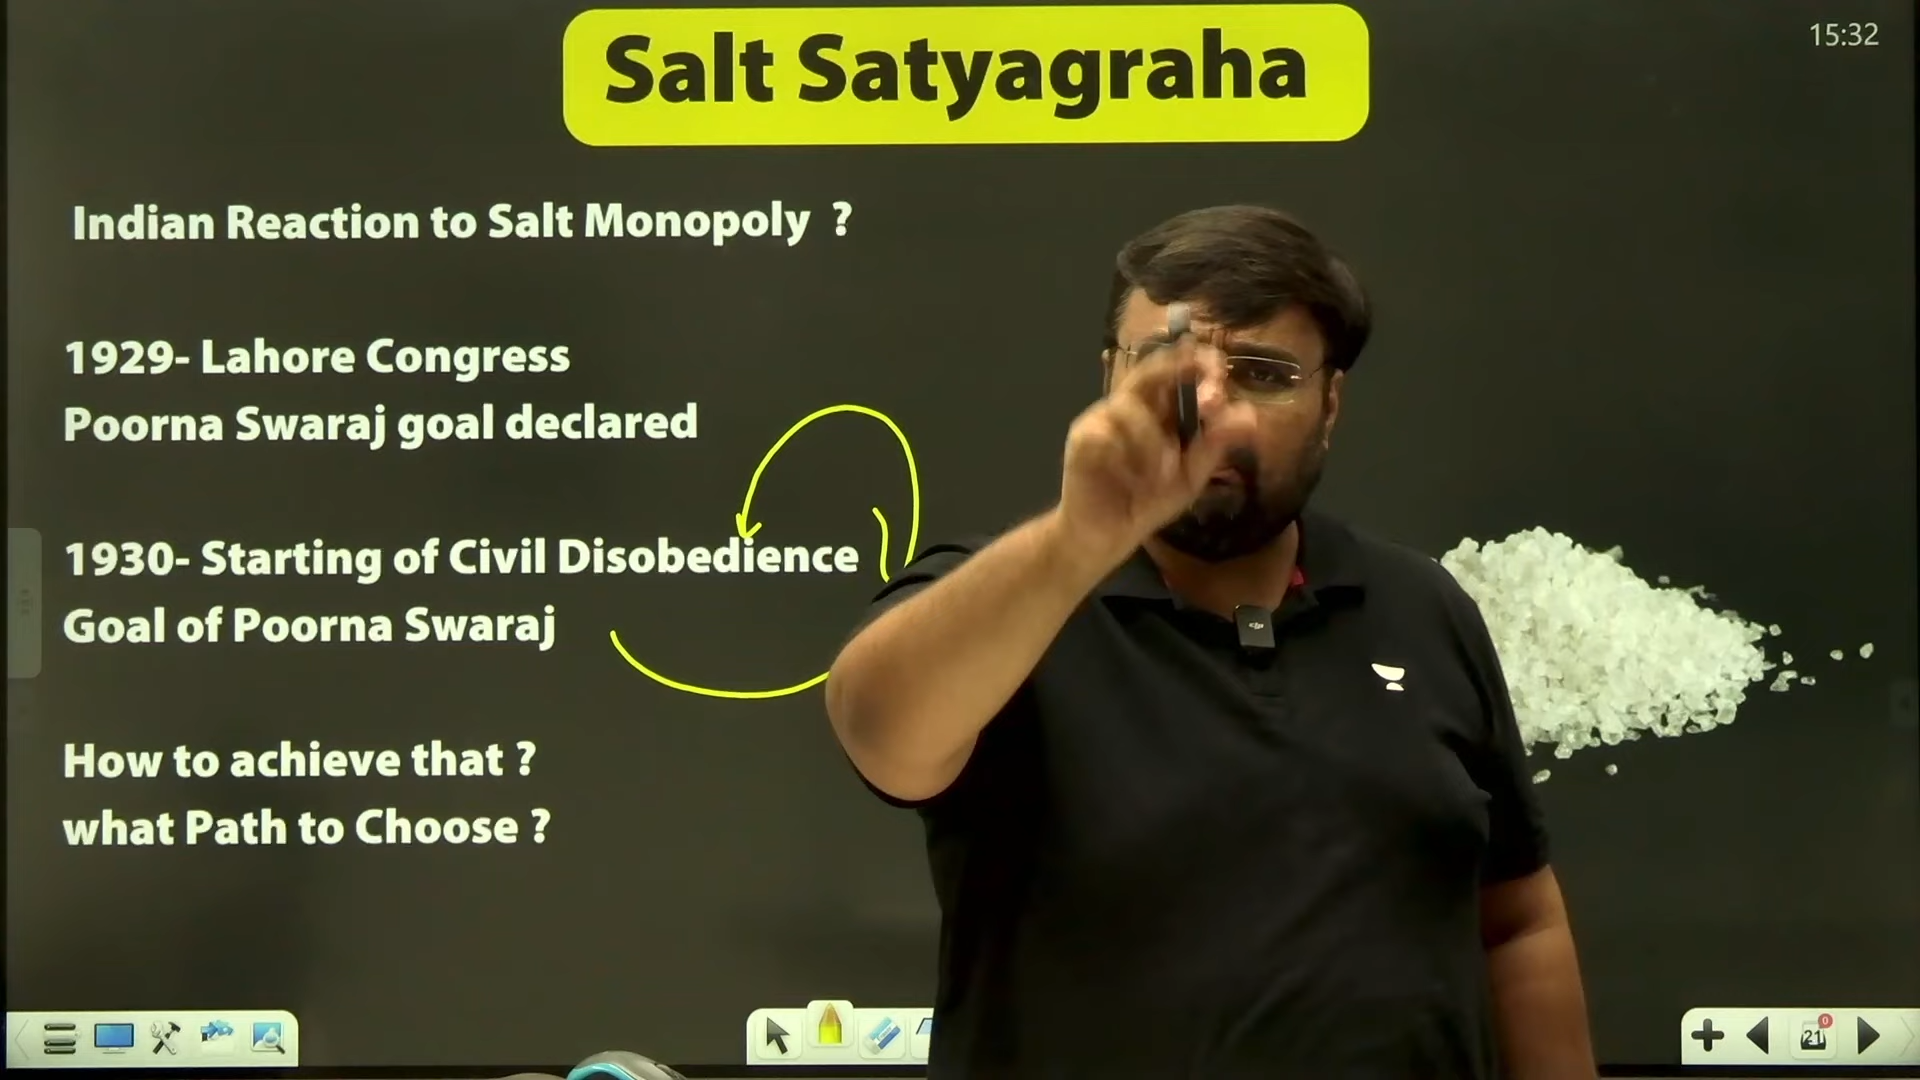 Salt Satyagraha
15:32
Indian Reaction to Salt Monopoly ?
1929- Lahore Congress
Poorna Swaraj goal declared
1930- Starting of Civil Disobedience
Goal of Poorna Swaraj
How to achieve that ?
what Path to Choose ?
21
0